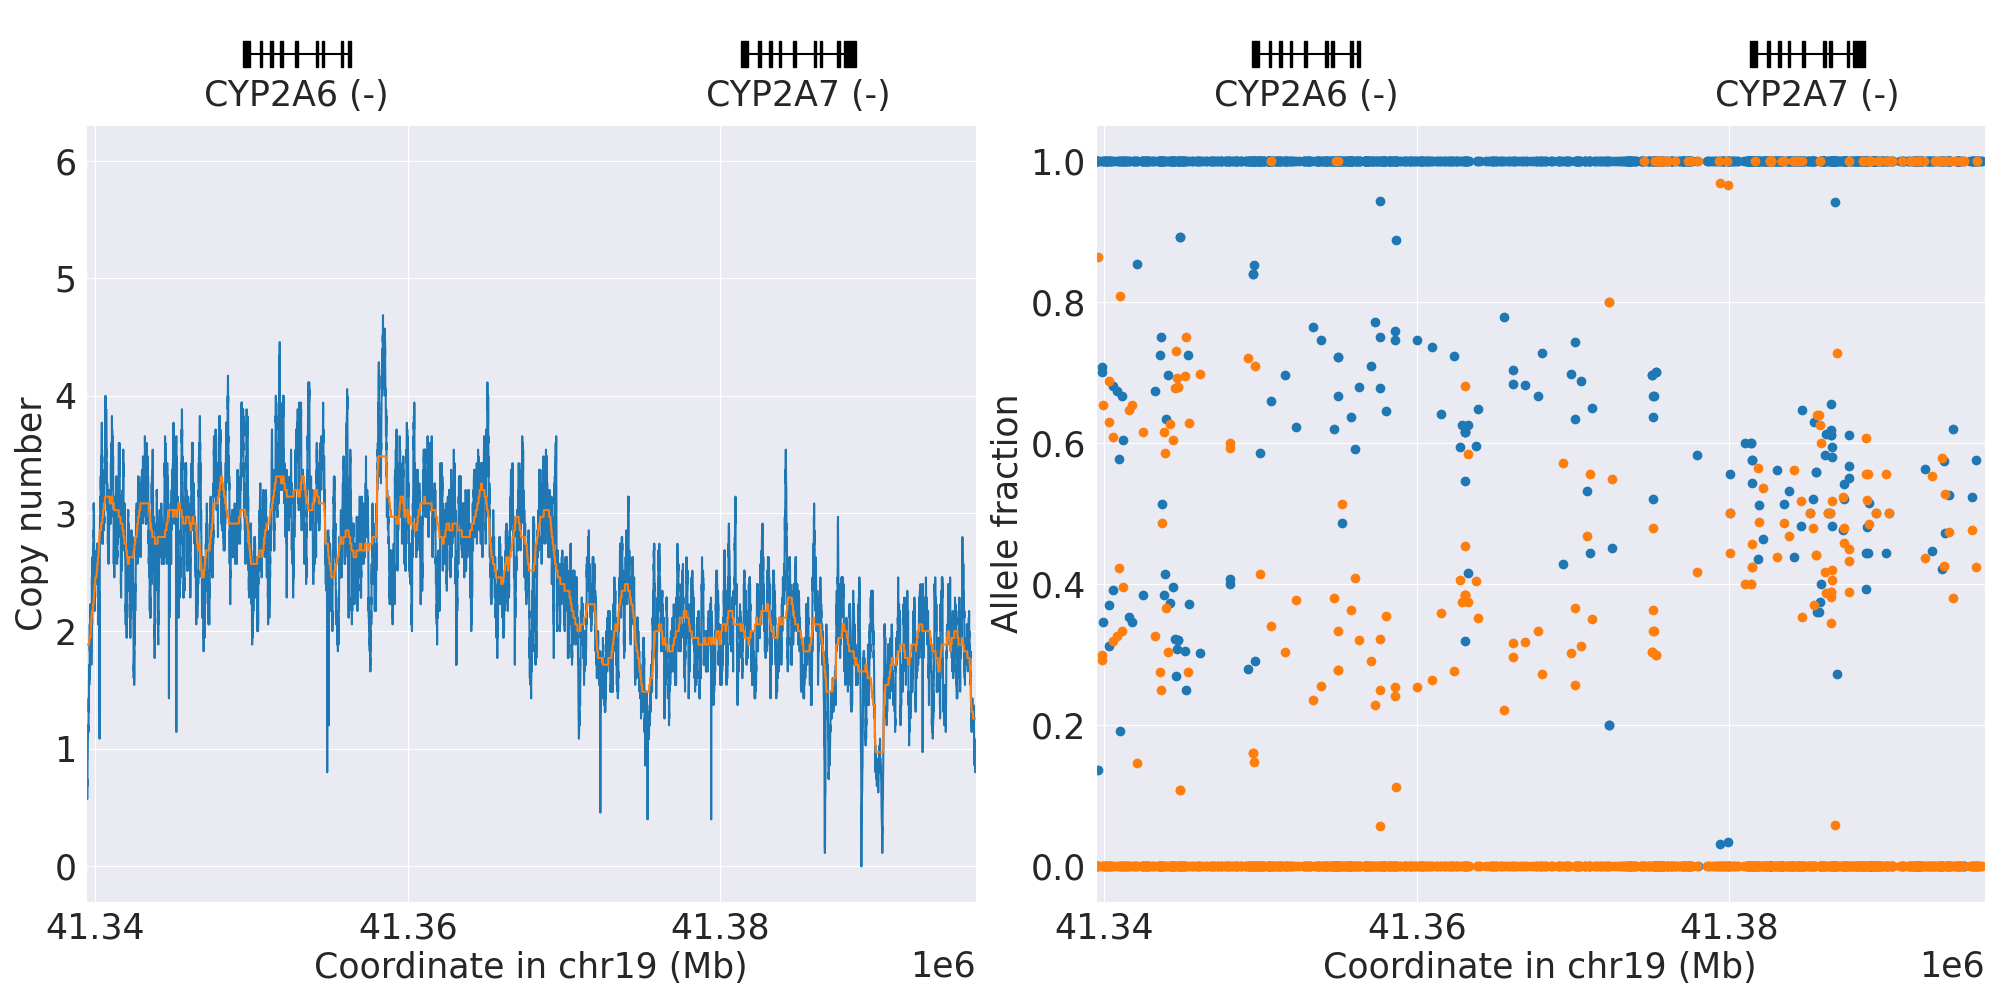 CYP2A6 (-)
CYP2A7 (-)
6
5
4
3
2
1
0
Copy number
41.34
41.36
41.38
Coordinate in chr19 (Mb)
1e6
CYP2A6 (-)
CYP2A7 (-)
1.0
0.8
0.6
0.4
0.2
0.0
Allele fraction
41.34
41.36
41.38
Coordinate in chr19 (Mb)
1e6